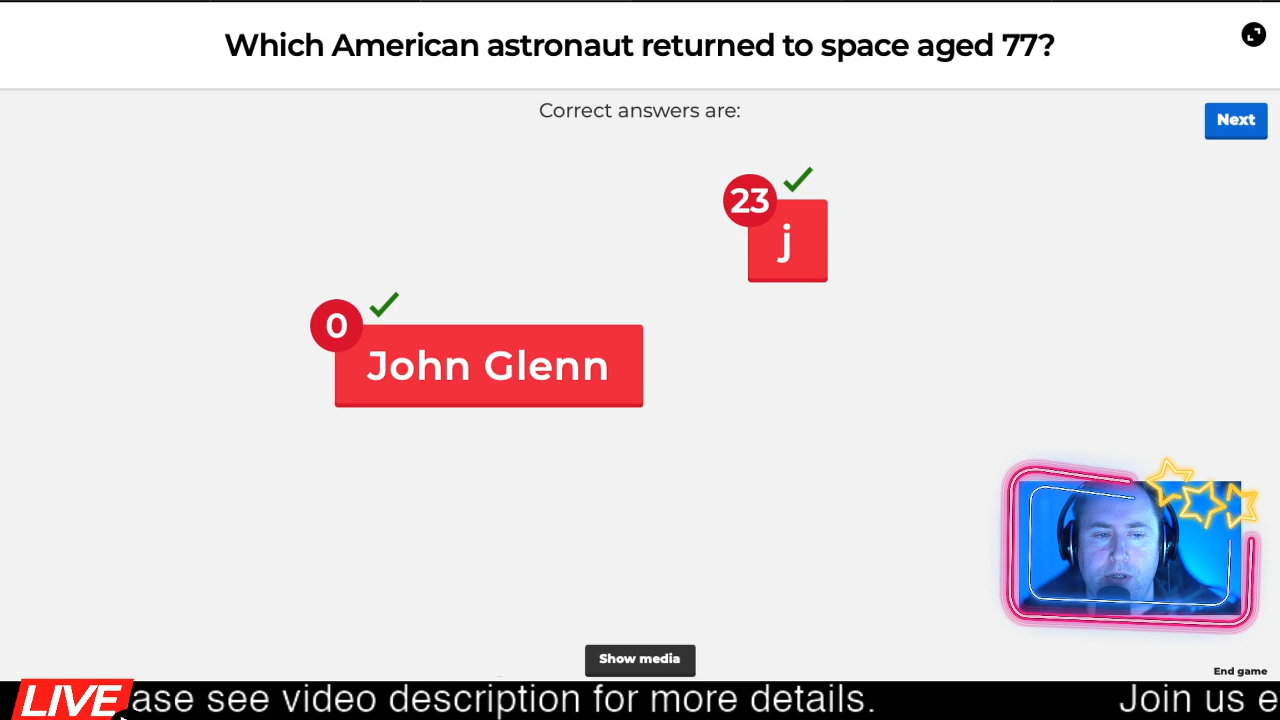 Which American astronaut returned to space aged 77?
Correct answers are:
Next
23
j
0
John Glenn
Show media
End game
LIVE
ase see video description for more details.
Join us e